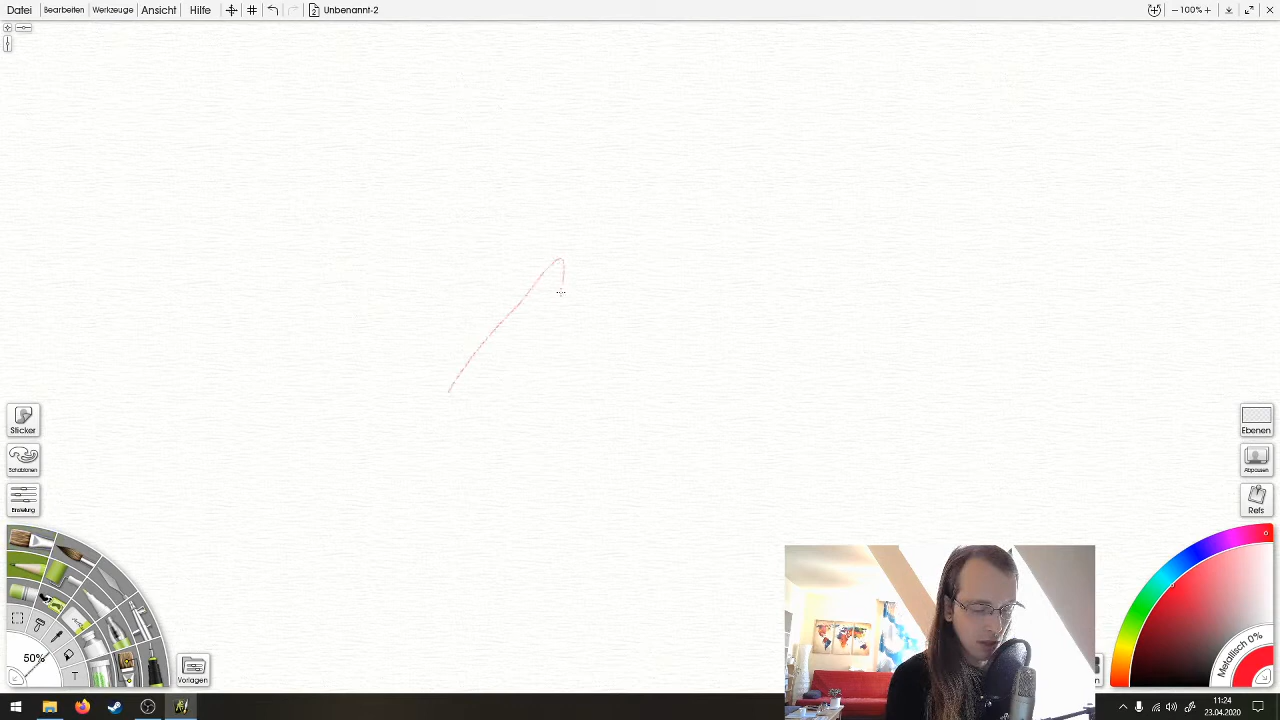 Datei Bearbeiten Werkzeuge Ansicht Hilfe 2 Unbenannt-2 100%
Sticker
Schablonen
Einstellung
50%
T
Vorlagen
Ebenen
Abpausen
Refs
Metallisch 0%
11:24
23.04.2020